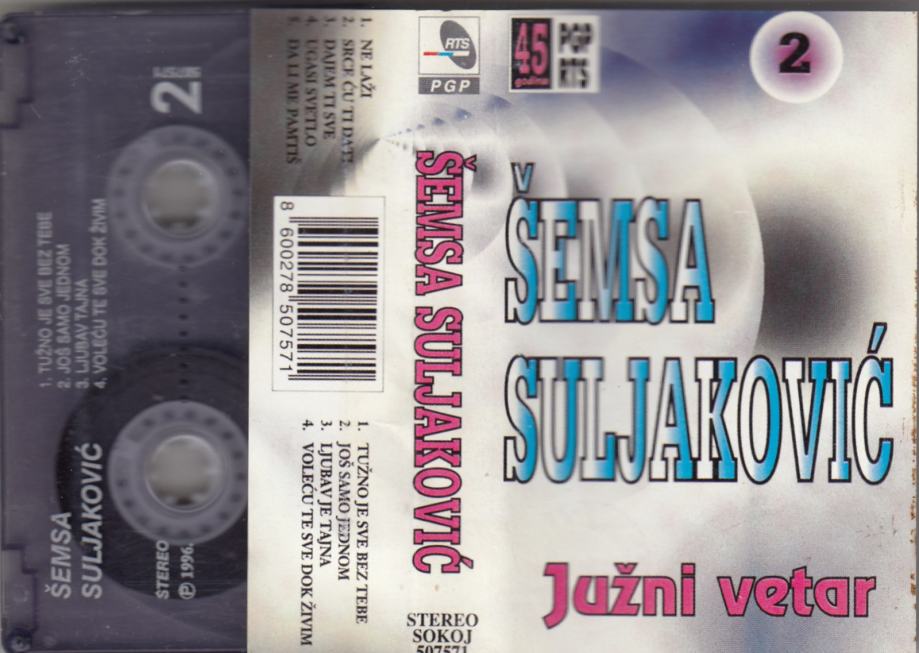 2
1. TUŽNO JE SVE BEZ TEBE
2. JOŠ SAMO JEDNOM
3. LJUBAV TAJNA
4. VOLEĆU TE SVE DOK ŽIVIM
ŠEMSA
SULJAKOVIĆ
STEREO
Ⓟ 1996.
1. NE LAŽI
2. SRCE ĆU TI DATI
3. DAJEM TI SVE
4. UGASI SVETLO
5. DA LI ME PAMTIŠ
8 600278 507571
1. TUŽNO JE SVE BEZ TEBE
2. JOŠ SAMO JEDNOM
3. LJUBAV JE TAJNA
4. VOLEĆU TE SVE DOK ŽIVIM
RTS
PGP
ŠEMSA SULJAKOVIĆ
STEREO
SOKOJ
507571
45
godina
PGP
RTS
2
ŠEMSA
SULJAKOVIĆ
Južni vetar